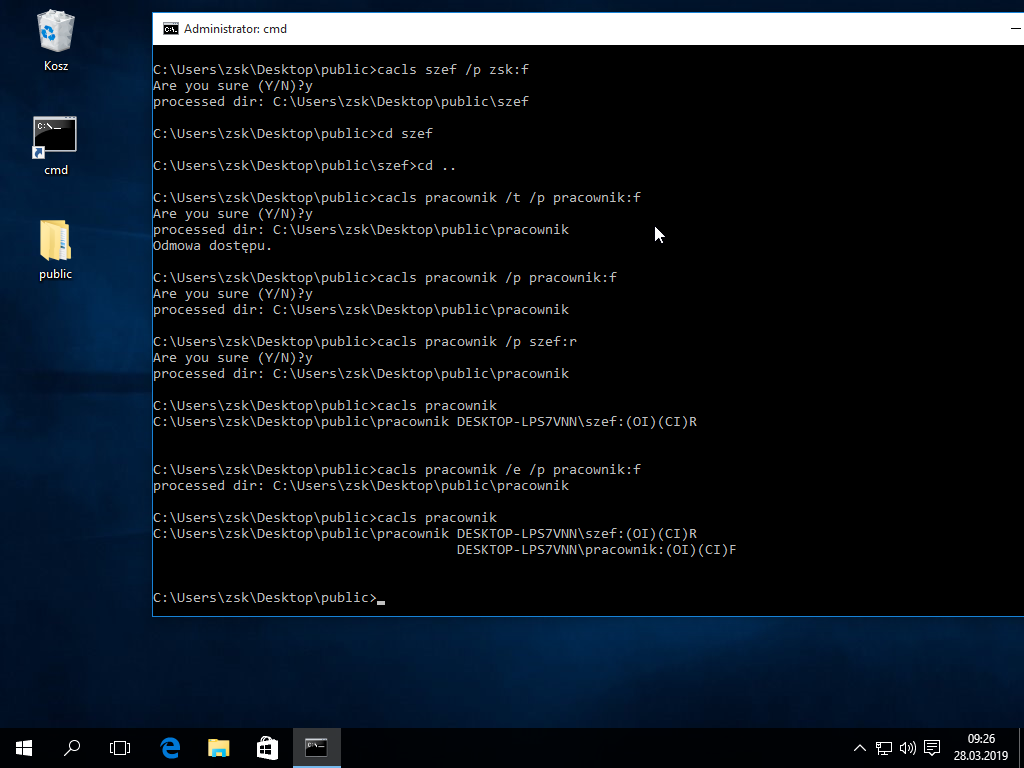 Kosz
cmd
public
Administrator: cmd
C:\Users\zsk\Desktop\public>cacls szef /p zsk:f
Are you sure (Y/N)?y
processed dir: C:\Users\zsk\Desktop\public\szef
C:\Users\zsk\Desktop\public>cd szef
C:\Users\zsk\Desktop\public\szef>cd ..
C:\Users\zsk\Desktop\public>cacls pracownik /t /p pracownik:f
Are you sure (Y/N)?y
processed dir: C:\Users\zsk\Desktop\public\pracownik
Odmowa dostępu.
C:\Users\zsk\Desktop\public>cacls pracownik /p pracownik:f
Are you sure (Y/N)?y
processed dir: C:\Users\zsk\Desktop\public\pracownik
C:\Users\zsk\Desktop\public>cacls pracownik /p szef:r
Are you sure (Y/N)?y
processed dir: C:\Users\zsk\Desktop\public\pracownik
C:\Users\zsk\Desktop\public>cacls pracownik
C:\Users\zsk\Desktop\public\pracownik DESKTOP-LPS7VNN\szef:(OI)(CI)R
C:\Users\zsk\Desktop\public>cacls pracownik /e /p pracownik:f
processed dir: C:\Users\zsk\Desktop\public\pracownik
C:\Users\zsk\Desktop\public>cacls pracownik
C:\Users\zsk\Desktop\public\pracownik DESKTOP-LPS7VNN\szef:(OI)(CI)R
DESKTOP-LPS7VNN\pracownik:(OI)(CI)F
C:\Users\zsk\Desktop\public>
09:26
28.03.2019